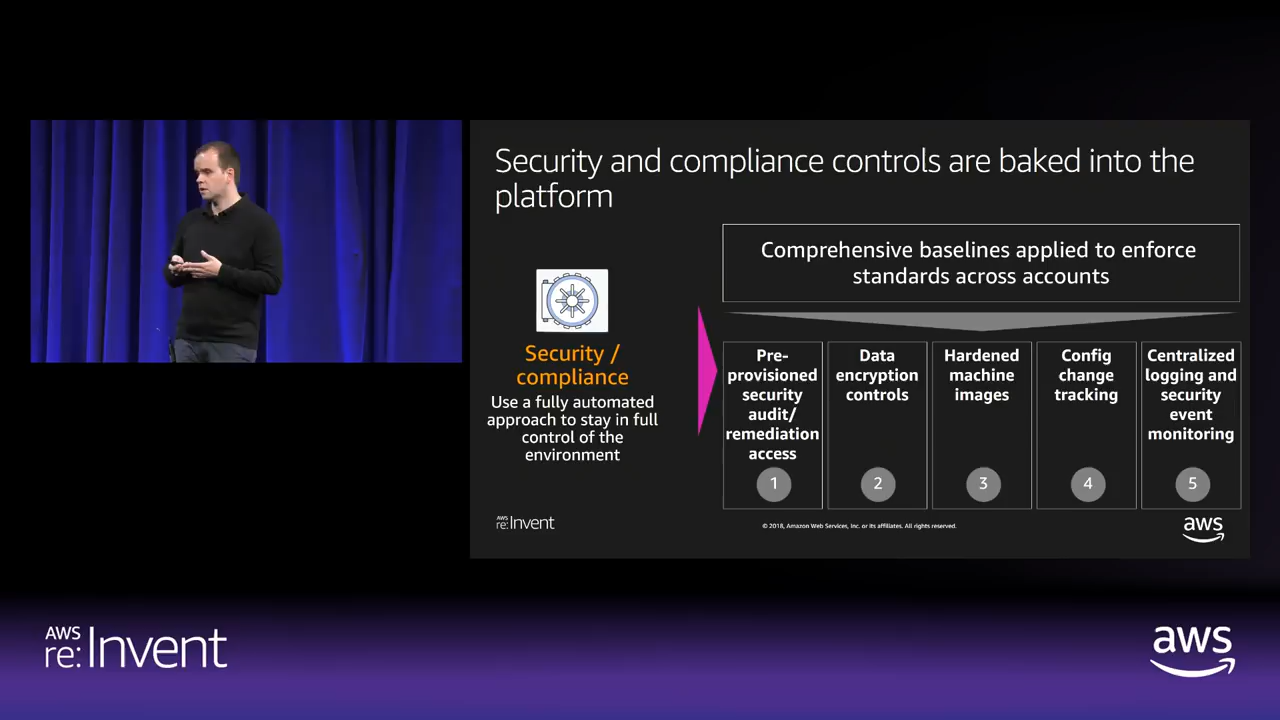 Security and compliance controls are baked into the
platform
Comprehensive baselines applied to enforce
standards across accounts
Security /
compliance
Use a fully automated
approach to stay in full
control of the
environment
Pre-
provisioned
security
audit/
remediation
access
1
Data
encryption
controls
2
Hardened
machine
images
3
Config
change
tracking
4
Centralized
logging and
security
event
monitoring
5
AWS
re:Invent
© 2018, Amazon Web Services, Inc. or its affiliates. All rights reserved.
aws
AWS
re:Invent
aws